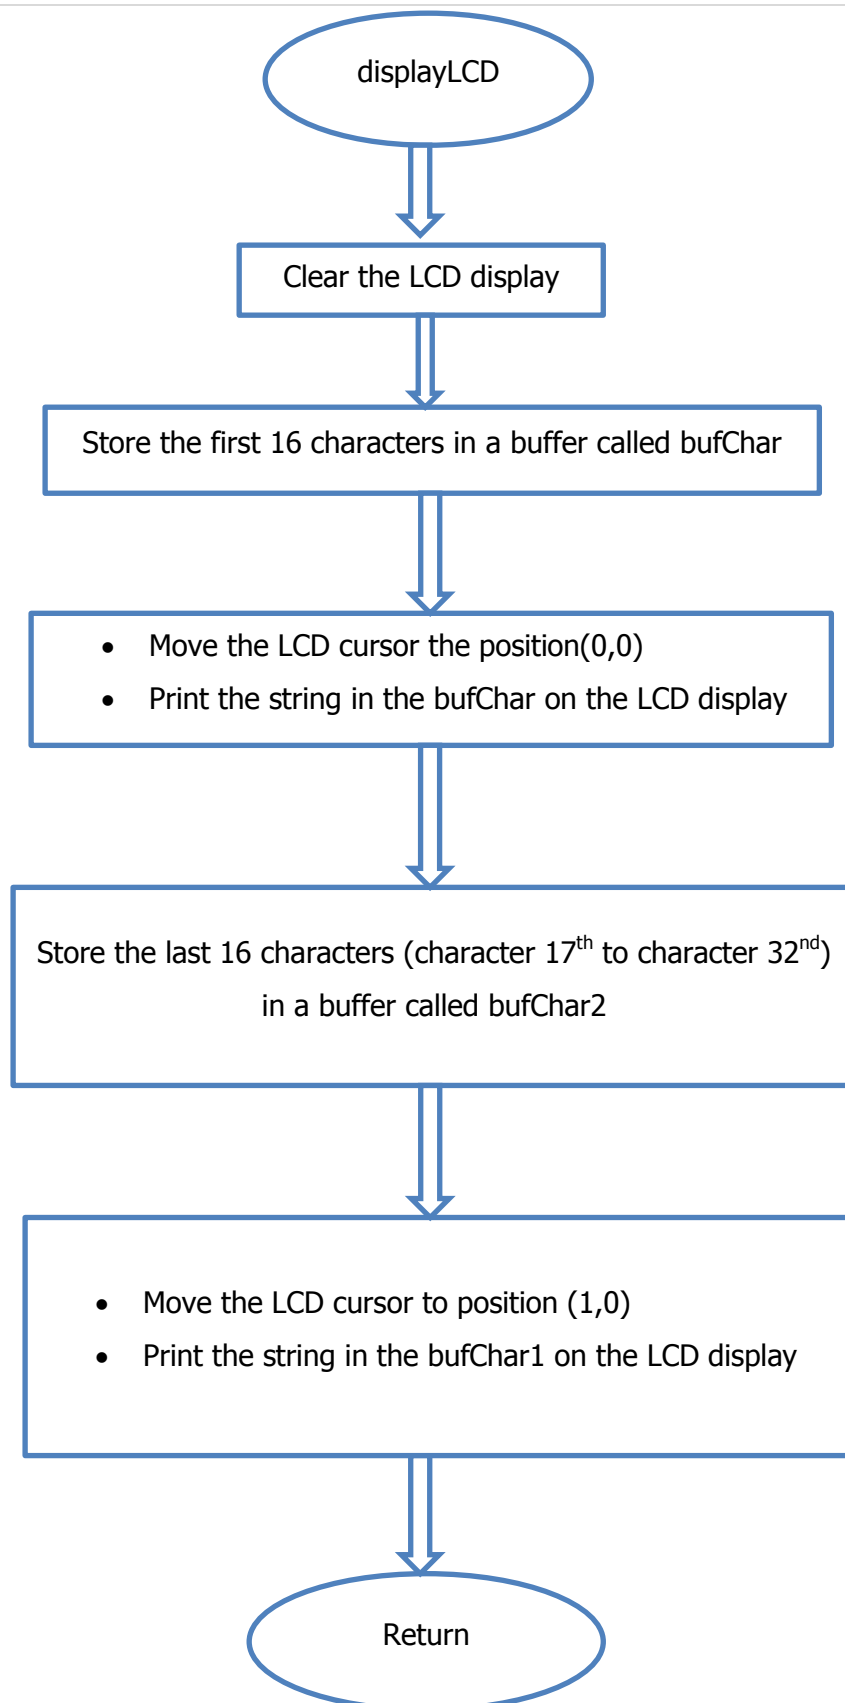 displayLCD
Clear the LCD display
Store the first 16 characters in a buffer called bufChar
• Move the LCD cursor the position(0,0)
• Print the string in the bufChar on the LCD display
Store the last 16 characters (character 17th to character 32nd)
in a buffer called bufChar2
• Move the LCD cursor to position (1,0)
• Print the string in the bufChar1 on the LCD display
Return